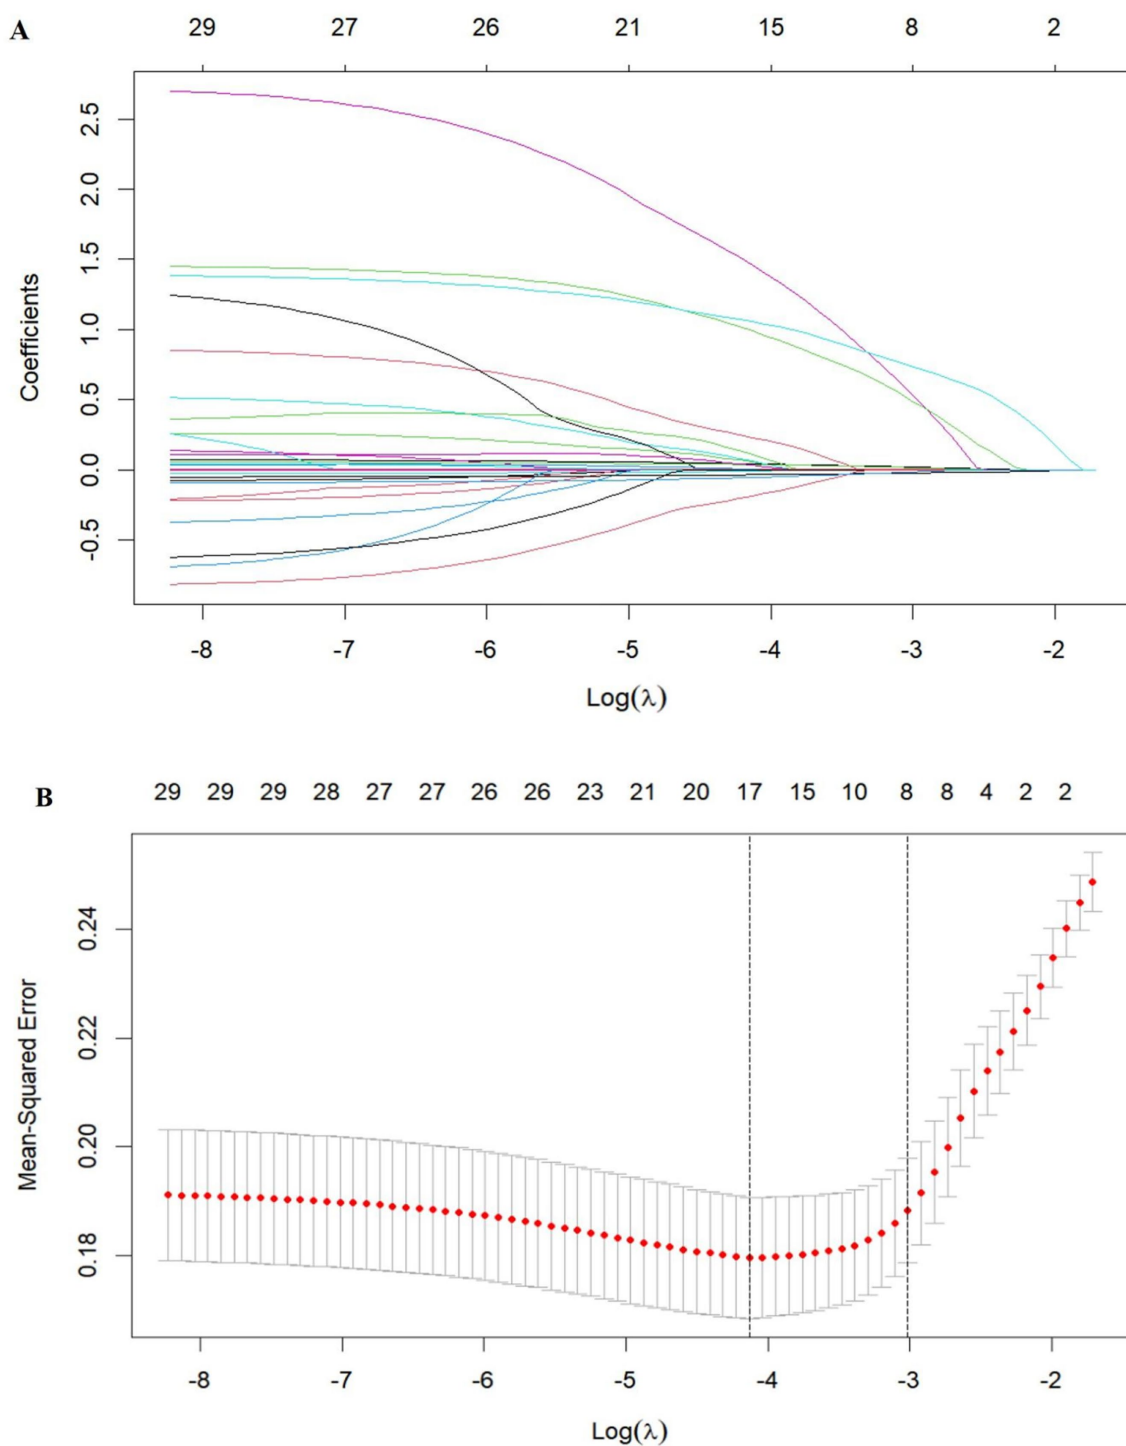 A
29 27 26 21 15 8 2
2.5
2.0
1.5
1.0
0.5
0.0
-0.5
Coefficients
-8 -7 -6 -5 -4 -3 -2
Log(λ)
B
29 29 29 28 27 27 26 26 23 21 20 17 15 10 8 8 4 2 2
0.24
0.22
0.20
0.18
Mean-Squared Error
-8 -7 -6 -5 -4 -3 -2
Log(λ)